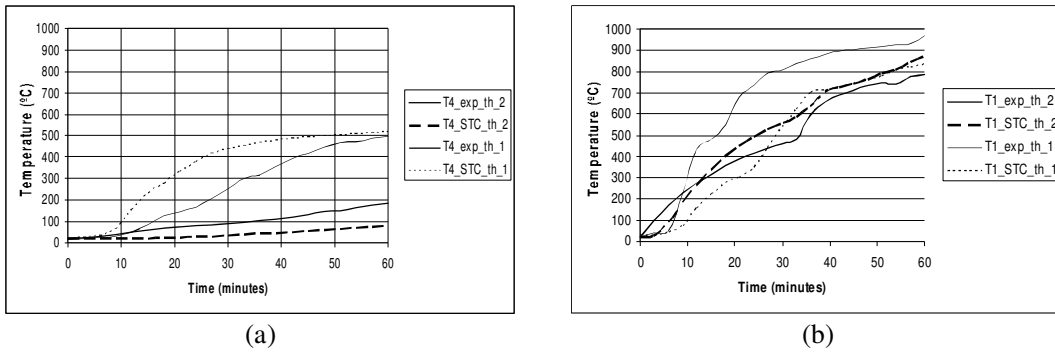 1000
900
800
700
600
500
400
300
200
100
0
Temperature (ºC)
0 10 20 30 40 50 60
Time (minutes)
T4_exp_th_2
T4_STC_th_2
T4_exp_th_1
T4_STC_th_1
(a)
1000
900
800
700
600
500
400
300
200
100
0
Temperature (ºC)
0 10 20 30 40 50 60
Time (minutes)
T1_exp_th_2
T1_STC_th_2
T1_exp_th_1
T1_STC_th_1
(b)